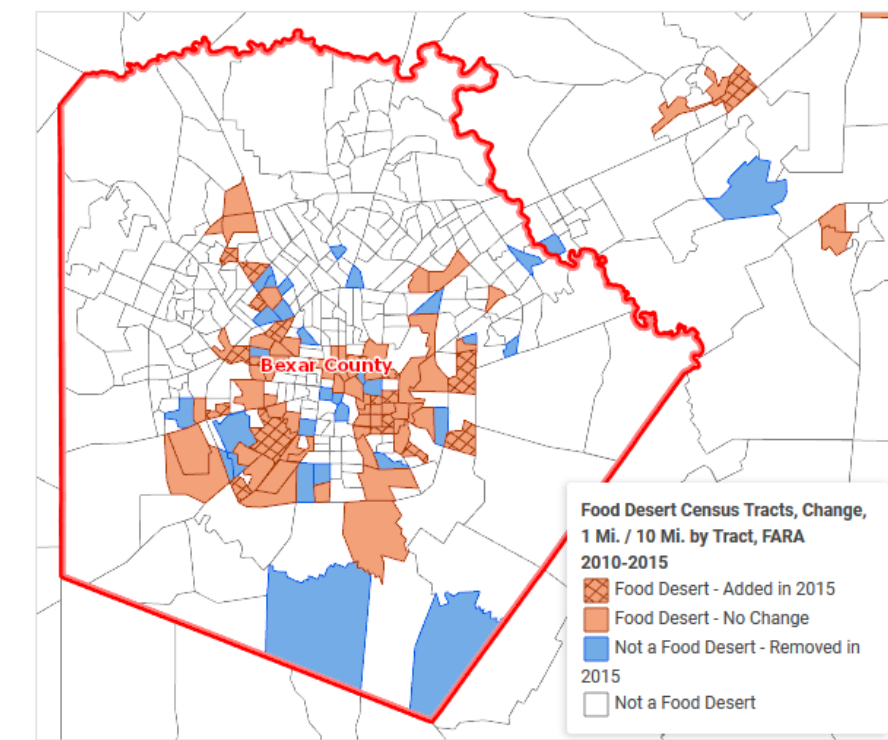 Bexar County
Food Desert Census Tracts, Change,
1 Mi. / 10 Mi. by Tract, FARA
2010-2015
Food Desert - Added in 2015
Food Desert - No Change
Not a Food Desert - Removed in
2015
Not a Food Desert